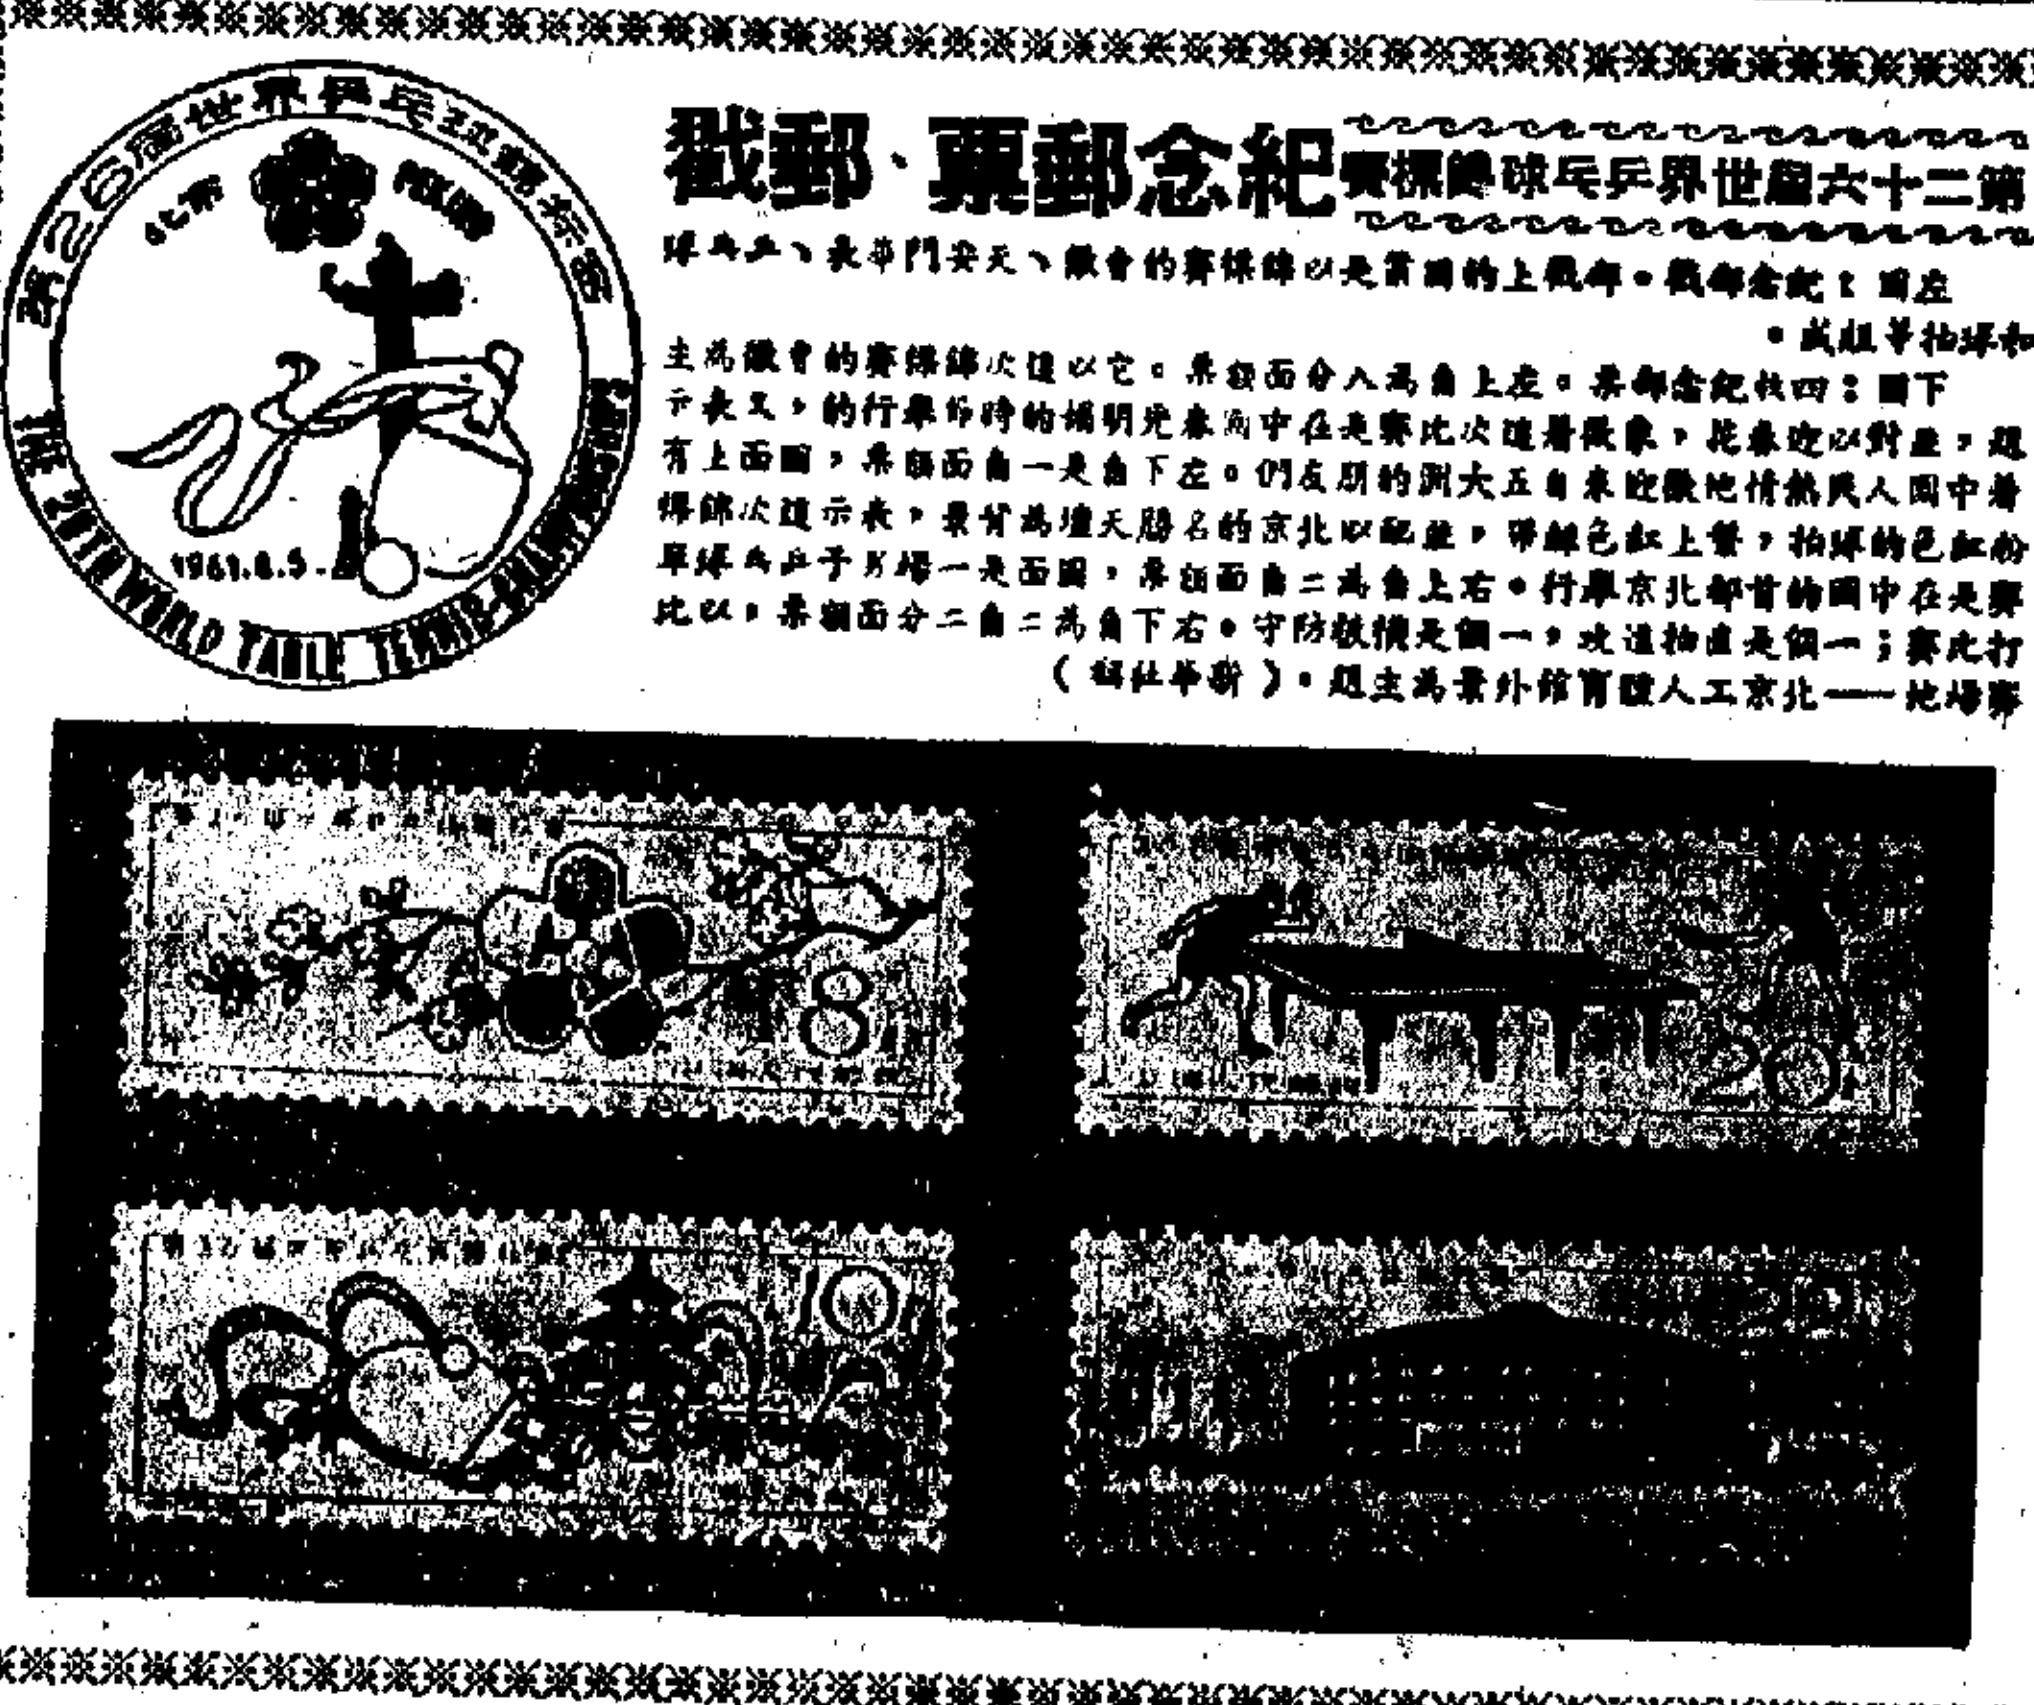 第二十六屆世界乒乓球錦標賽
紀念郵票、郵戳
左圖：紀念郵戳。郵戳上的圖當是以錦標賽的會徽、天安門華表、乒乓球
和球拍等組成。
下圖：四枚紀念郵票。左上角為八分面額票。它以這次錦標賽的會徽為主
題，並對以迎春花，象徵着這次比賽是在中國春光明媚的時節舉行的，又表示
着中國人民熱情地歡迎來自五大洲的朋友們。左下角是一角面額票，圖面上有
粉紅色的球拍，繫上紅色綵帶，並配以北京的名勝天壇為背景，表示這次錦標
賽是在中國的首都北京舉行。右上角為二角面額票，圖面是一場男子乒乓球單
打比賽；一個是直拍進攻，一個是橫板防守。右下角為二角二分面額票，以比
賽場地——北京工人體育館外景為主題。（新華社稿）
第26屆世界乒乓球錦标賽
北京
PEKING
1961.
THE 26TH WORLD TABLE TENNIS
8
20
10